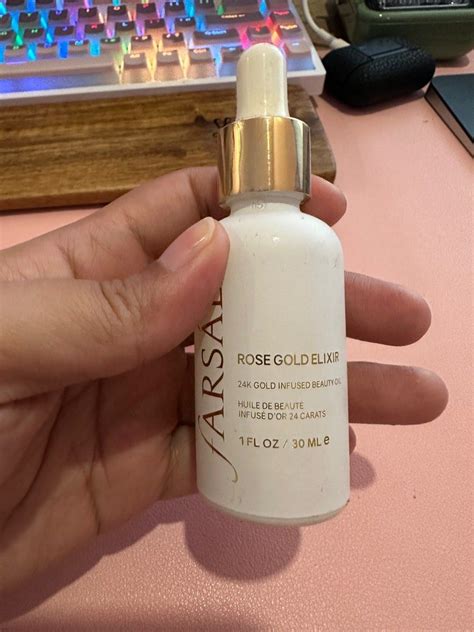 fARSÁL
ROSE GOLD ELIXIR
24K GOLD INFUSED BEAUTY OIL
HUILE DE BEAUTÉ
INFUSÉ D'OR 24 CARATS
1 FL OZ / 30 ML e